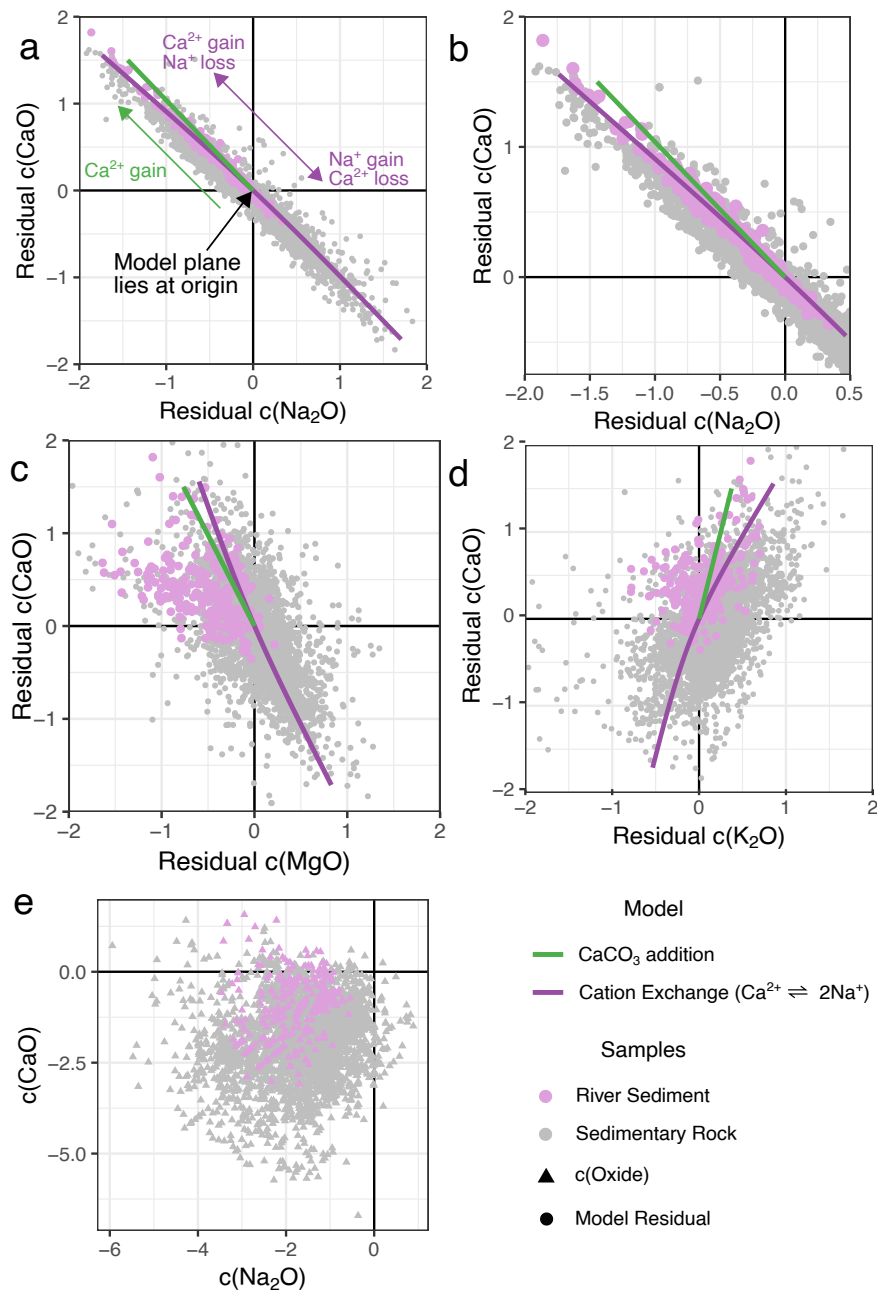 a
Ca²⁺ gain
Na⁺ loss
Ca²⁺ gain
Na⁺ gain
Ca²⁺ loss
Model plane
lies at origin
Residual c(CaO)
2
1
0
−1
−2
−2 −1 0 1 2
Residual c(Na₂O)
b
Residual c(CaO)
2
1
0
−2.0 −1.5 −1.0 −0.5 0.0 0.5
Residual c(Na₂O)
c
Residual c(CaO)
2
1
0
−1
−2
−2 −1 0 1 2
Residual c(MgO)
d
Residual c(CaO)
2
1
0
−1
−2
−2 −1 0 1 2
Residual c(K₂O)
e
c(CaO)
0.0
−2.5
−5.0
−6 −4 −2 0
c(Na₂O)
Model
CaCO₃ addition
Cation Exchange (Ca²⁺ ⇌ 2Na⁺)
Samples
River Sediment
Sedimentary Rock
c(Oxide)
Model Residual